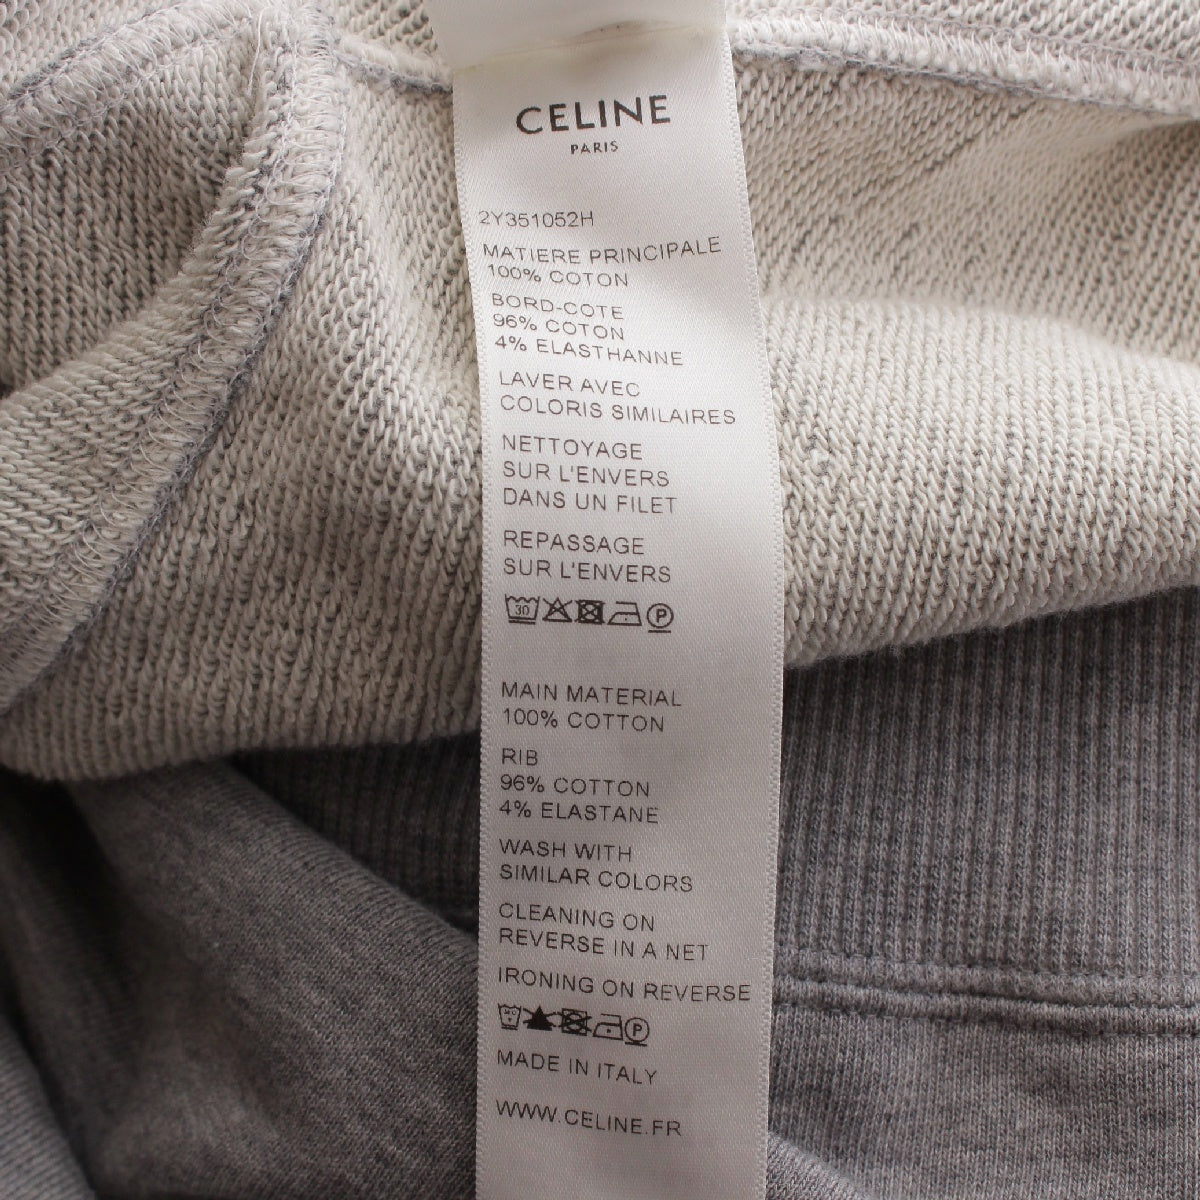 CELINE
PARIS
2Y351052H
MATIERE PRINCIPALE
100% COTON
BORD-COTE
96% COTON
4% ELASTHANNE
LAVER AVEC
COLORIS SIMILAIRES
NETTOYAGE
SUR L'ENVERS
DANS UN FILET
REPASSAGE
SUR L'ENVERS
30 P
MAIN MATERIAL
100% COTTON
RIB
96% COTTON
4% ELASTANE
WASH WITH
SIMILAR COLORS
CLEANING ON
REVERSE IN A NET
IRONING ON REVERSE
P
MADE IN ITALY
WWW.CELINE.FR